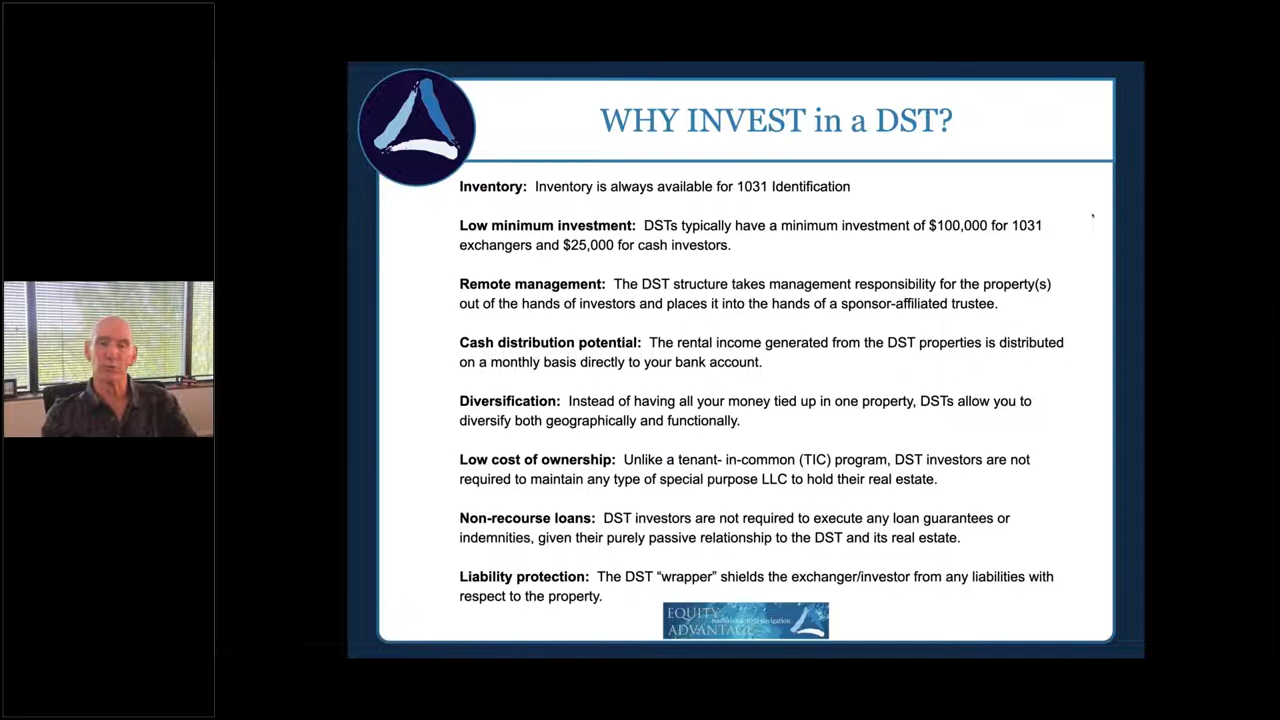 WHY INVEST in a DST?
Inventory: Inventory is always available for 1031 Identification
Low minimum investment: DSTs typically have a minimum investment of $100,000 for 1031
exchangers and $25,000 for cash investors.
Remote management: The DST structure takes management responsibility for the property(s)
out of the hands of investors and places it into the hands of a sponsor-affiliated trustee.
Cash distribution potential: The rental income generated from the DST properties is distributed
on a monthly basis directly to your bank account.
Diversification: Instead of having all your money tied up in one property, DSTs allow you to
diversify both geographically and functionally.
Low cost of ownership: Unlike a tenant- in-common (TIC) program, DST investors are not
required to maintain any type of special purpose LLC to hold their real estate.
Non-recourse loans: DST investors are not required to execute any loan guarantees or
indemnities, given their purely passive relationship to the DST and its real estate.
Liability protection: The DST “wrapper” shields the exchanger/investor from any liabilities with
respect to the property.
EQUITY
ADVANTAGE